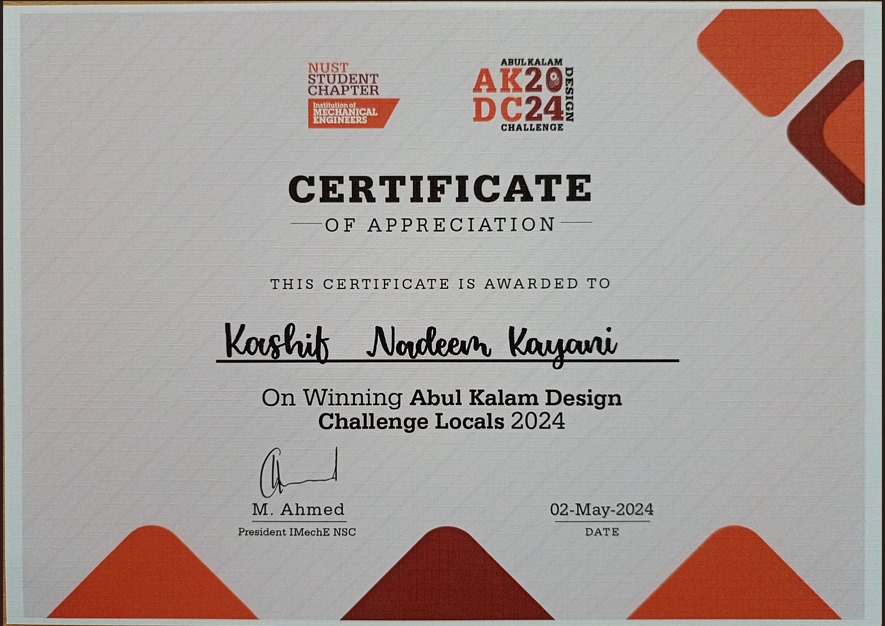 NUST
STUDENT
CHAPTER
Institution of
MECHANICAL
ENGINEERS
ABUL KALAM
AK20
DC24
DESIGN
CHALLENGE
CERTIFICATE
OF APPRECIATION
THIS CERTIFICATE IS AWARDED TO
Kashif Nadeem Kayani
On Winning Abul Kalam Design
Challenge Locals 2024
M. Ahmed
President IMechE NSC
02-May-2024
DATE